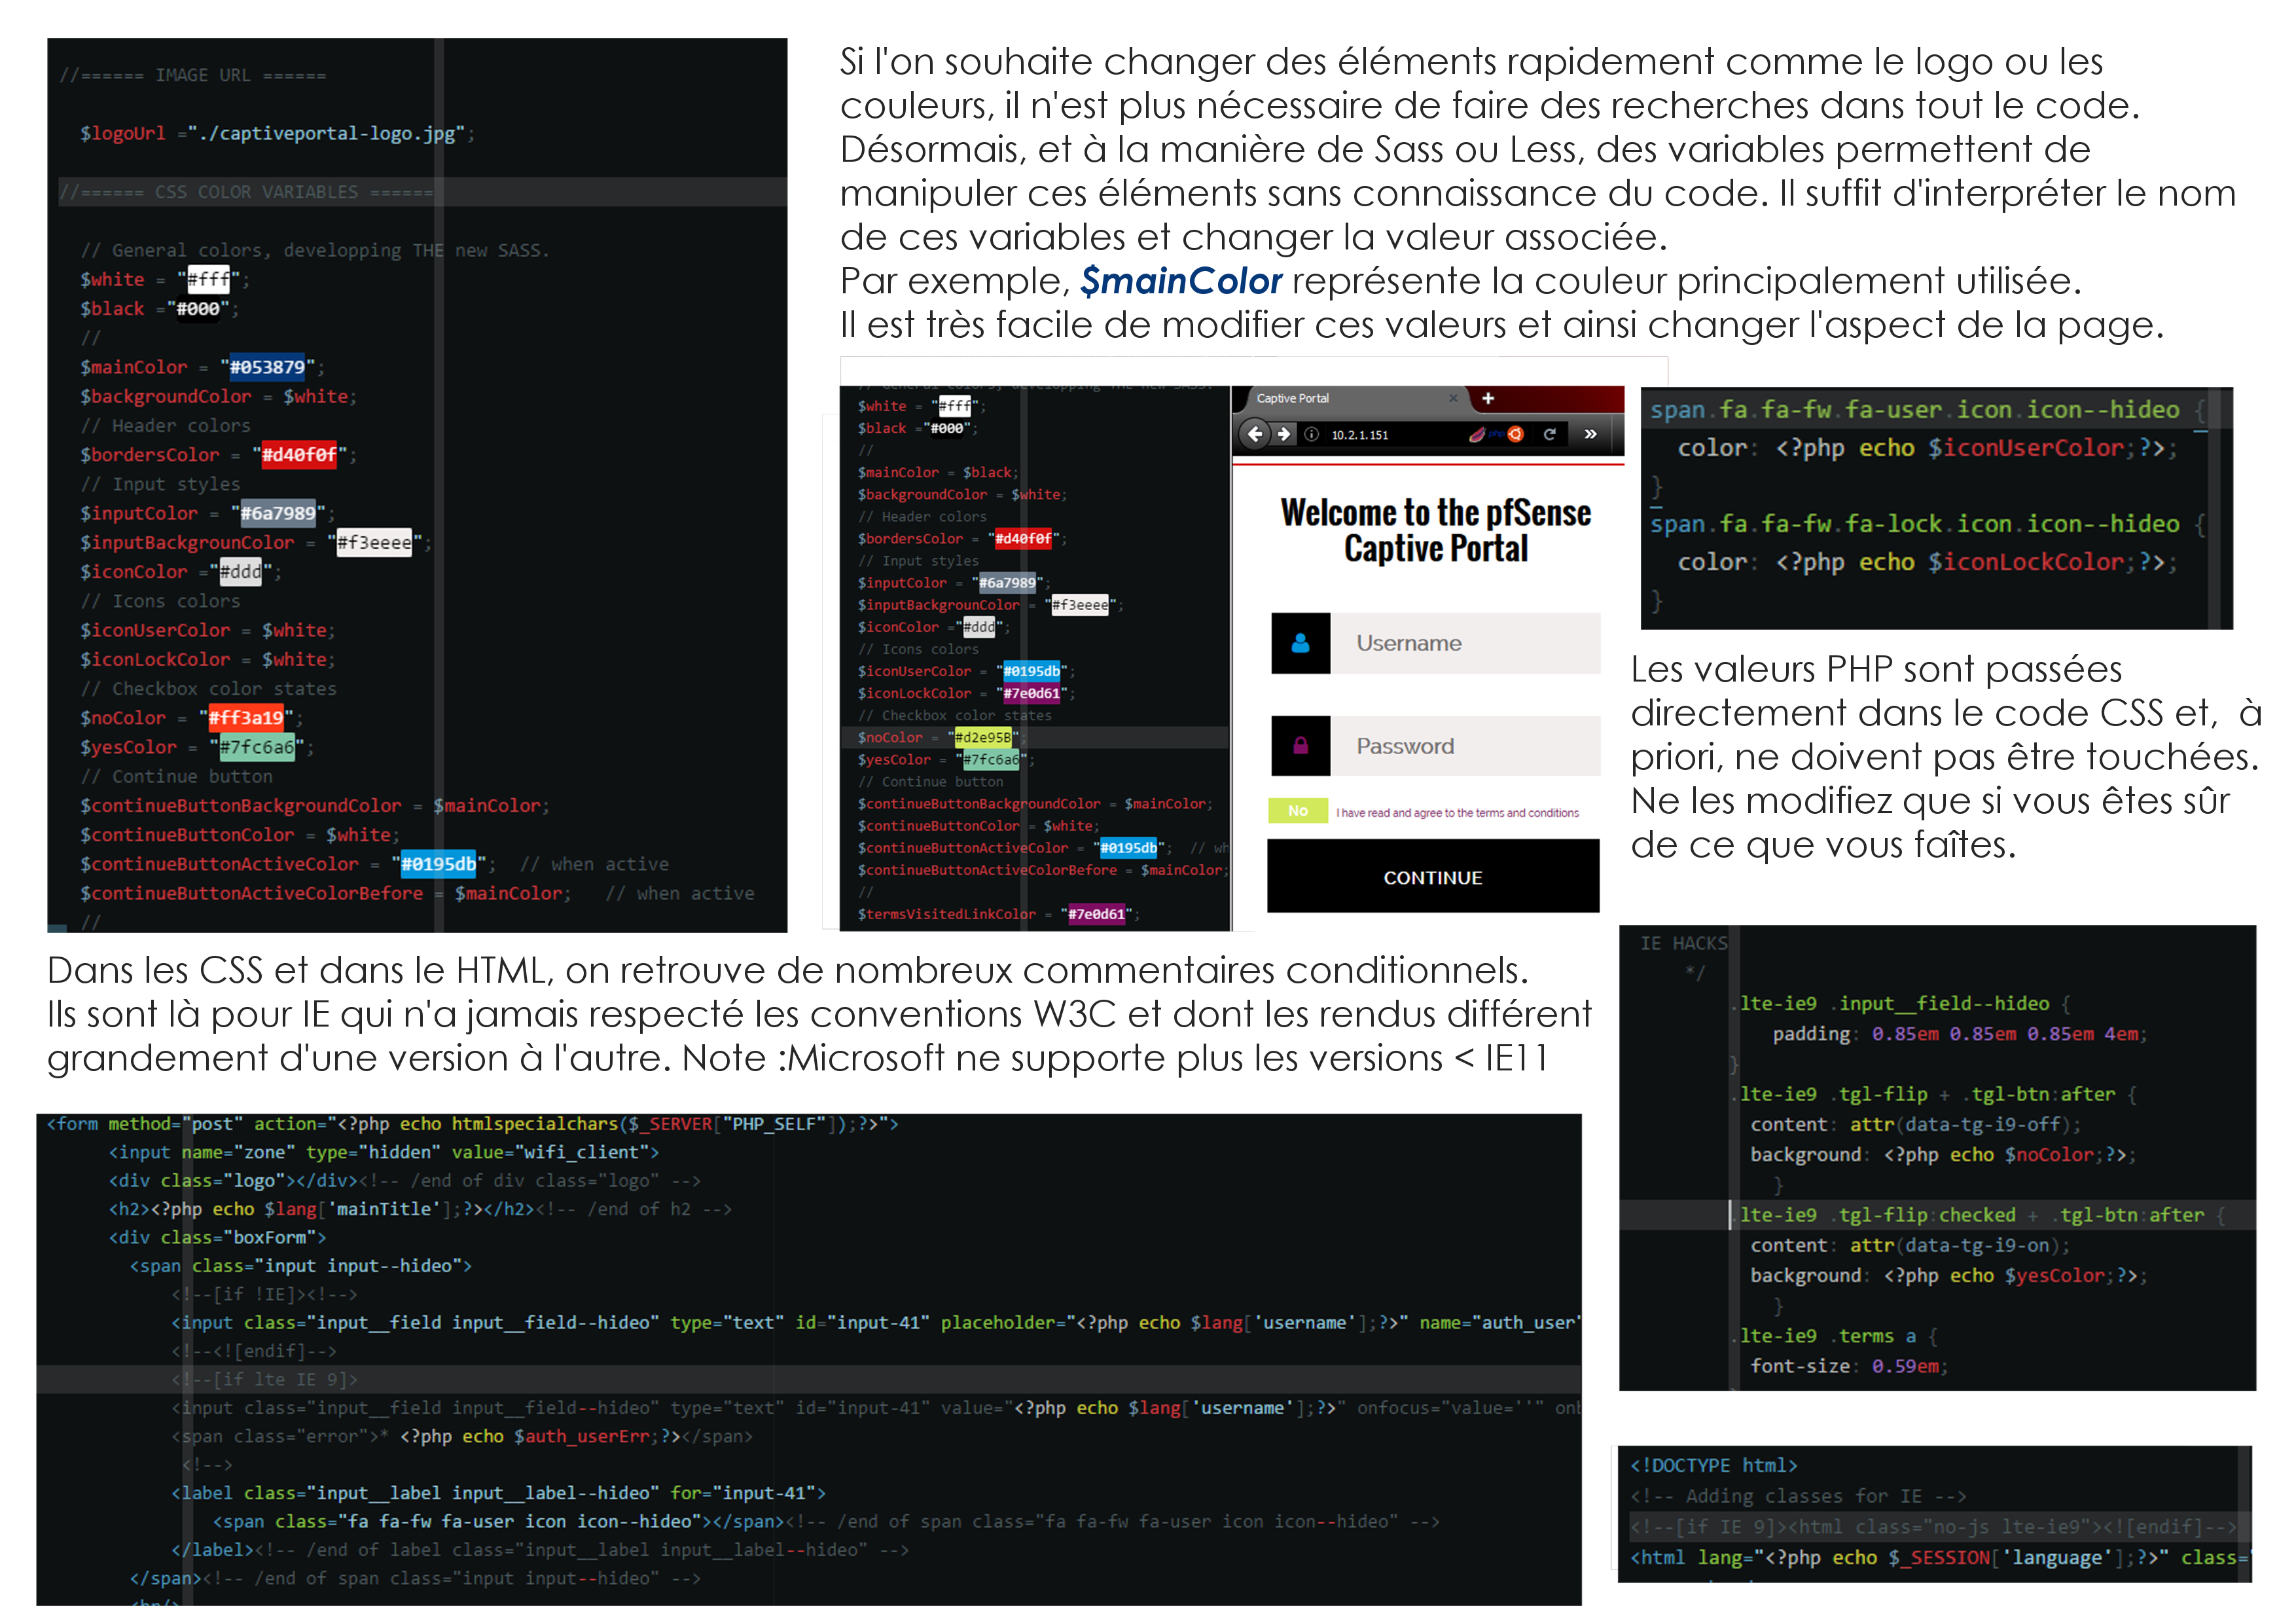 //====== IMAGE URL ======
$logoUrl ="./captiveportal-logo.jpg";
//====== CSS COLOR VARIABLES ======
// General colors, developping THE new SASS.
$white = "#fff";
$black ="#000";
//
$mainColor = "#053879";
$backgroundColor = $white;
// Header colors
$bordersColor = "#d40f0f";
// Input styles
$inputColor = "#6a7989";
$inputBackgrounColor = "#f3eeee";
$iconColor ="#ddd";
// Icons colors
$iconUserColor = $white;
$iconLockColor = $white;
// Checkbox color states
$noColor = "#ff3a19";
$yesColor = "#7fc6a6";
// Continue button
$continueButtonBackgroundColor = $mainColor;
$continueButtonColor = $white;
$continueButtonActiveColor = "#0195db"; // when active
$continueButtonActiveColorBefore = $mainColor; // when active
//
Si l'on souhaite changer des éléments rapidement comme le logo ou les
couleurs, il n'est plus nécessaire de faire des recherches dans tout le code.
Désormais, et à la manière de Sass ou Less, des variables permettent de
manipuler ces éléments sans connaissance du code. Il suffit d'interpréter le nom
de ces variables et changer la valeur associée.
Par exemple, $mainColor représente la couleur principalement utilisée.
Il est très facile de modifier ces valeurs et ainsi changer l'aspect de la page.
// General colors, developping THE new SASS.
$white = "#fff";
$black ="#000";
//
$mainColor = $black;
$backgroundColor = $white;
// Header colors
$bordersColor = "#d40f0f";
// Input styles
$inputColor = "#6a7989";
$inputBackgrounColor = "#f3eeee";
$iconColor ="#ddd";
// Icons colors
$iconUserColor = "#0195db";
$iconLockColor = "#7e0d61";
// Checkbox color states
$noColor = "#d2e95B";
$yesColor = "#7fc6a6";
// Continue button
$continueButtonBackgroundColor = $mainColor;
$continueButtonColor = $white;
$continueButtonActiveColor = "#0195db"; // wh
$continueButtonActiveColorBefore = $mainColor;
//
$termsVisitedLinkColor = "#7e0d61";
Captive Portal
10.2.1.151 php
Welcome to the pfSense
Captive Portal
Username
Password
No I have read and agree to the terms and conditions
CONTINUE
span.fa.fa-fw.fa-user.icon.icon--hideo {
color: <?php echo $iconUserColor;?>;
}
span.fa.fa-fw.fa-lock.icon.icon--hideo {
color: <?php echo $iconLockColor;?>;
}
Les valeurs PHP sont passées
directement dans le code CSS et, à
priori, ne doivent pas être touchées.
Ne les modifiez que si vous êtes sûr
de ce que vous faîtes.
Dans les CSS et dans le HTML, on retrouve de nombreux commentaires conditionnels.
Ils sont là pour IE qui n'a jamais respecté les conventions W3C et dont les rendus différent
grandement d'une version à l'autre. Note :Microsoft ne supporte plus les versions < IE11
<form method="post" action="<?php echo htmlspecialchars($_SERVER["PHP_SELF"]);?>">
<input name="zone" type="hidden" value="wifi_client">
<div class="logo"></div><!-- /end of div class="logo" -->
<h2><?php echo $lang['mainTitle'];?></h2><!-- /end of h2 -->
<div class="boxForm">
<span class="input input--hideo">
<!--[if !IE]><!-->
<input class="input__field input__field--hideo" type="text" id="input-41" placeholder="<?php echo $lang['username'];?>" name="auth_user"
<!--<![endif]-->
<!--[if lte IE 9]>
<input class="input__field input__field--hideo" type="text" id="input-41" value="<?php echo $lang['username'];?>" onfocus="value=''" onb
<span class="error">* <?php echo $auth_userErr;?></span>
<!-->
<label class="input__label input__label--hideo" for="input-41">
<span class="fa fa-fw fa-user icon icon--hideo"></span><!-- /end of span class="fa fa-fw fa-user icon icon--hideo" -->
</label><!-- /end of label class="input__label input__label--hideo" -->
</span><!-- /end of span class="input input--hideo" -->
<br/>
IE HACKS
*/
.lte-ie9 .input__field--hideo {
padding: 0.85em 0.85em 0.85em 4em;
}
.lte-ie9 .tgl-flip + .tgl-btn:after {
content: attr(data-tg-i9-off);
background: <?php echo $noColor;?>;
}
.lte-ie9 .tgl-flip:checked + .tgl-btn:after {
content: attr(data-tg-i9-on);
background: <?php echo $yesColor;?>;
}
.lte-ie9 .terms a {
font-size: 0.59em;
<!DOCTYPE html>
<!-- Adding classes for IE -->
<!--[if IE 9]><html class="no-js lte-ie9"><![endif]-->
<html lang="<?php echo $_SESSION['language'];?>" class="